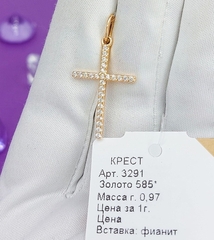 КРЕСТ
Арт. 3291
Золото 585*
Масса г. 0,97
Цена за 1г.
Цена
Вставка: фианит